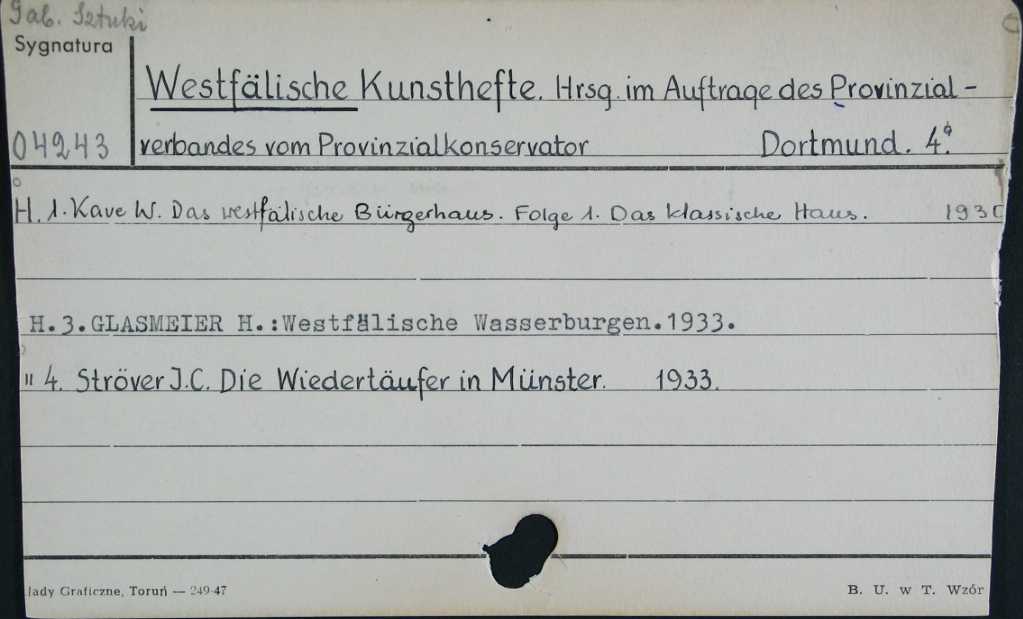 Gab. Sztuki
Sygnatura
Westfälische Kunsthefte. Hrsg. im Auftrage des Provinzial-
04243 verbandes vom Provinzialkonservator Dortmund. 4°.
H. 1. Kave W. Das westfälische Bürgerhaus. Folge 1. Das klassische Haus. 1930
H.3.GLASMEIER H.:Westfälische Wasserburgen.1933.
" 4. Ströver J.C. Die Wiedertäufer in Münster. 1933.
łady Graficzne, Toruń — 249-47 B. U. w T. Wzór